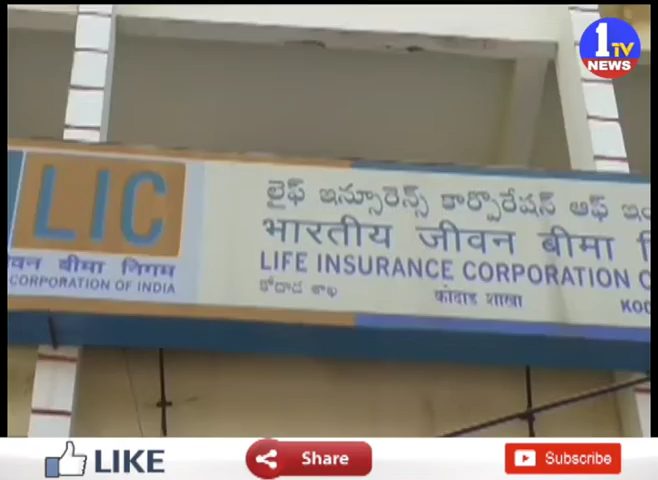 1TV
NEWS
LIC
लైఫ్ ఇన్సూరెన్స్ కార్పొరేషన్ ఆఫ్
भारतीय जीवन बीमा
LIFE INSURANCE CORPORATION
जीवन बीमा निगम
CORPORATION OF INDIA
కోదాడ శాఖ
कोदाड शाखा
LIKE
Share
Subscribe